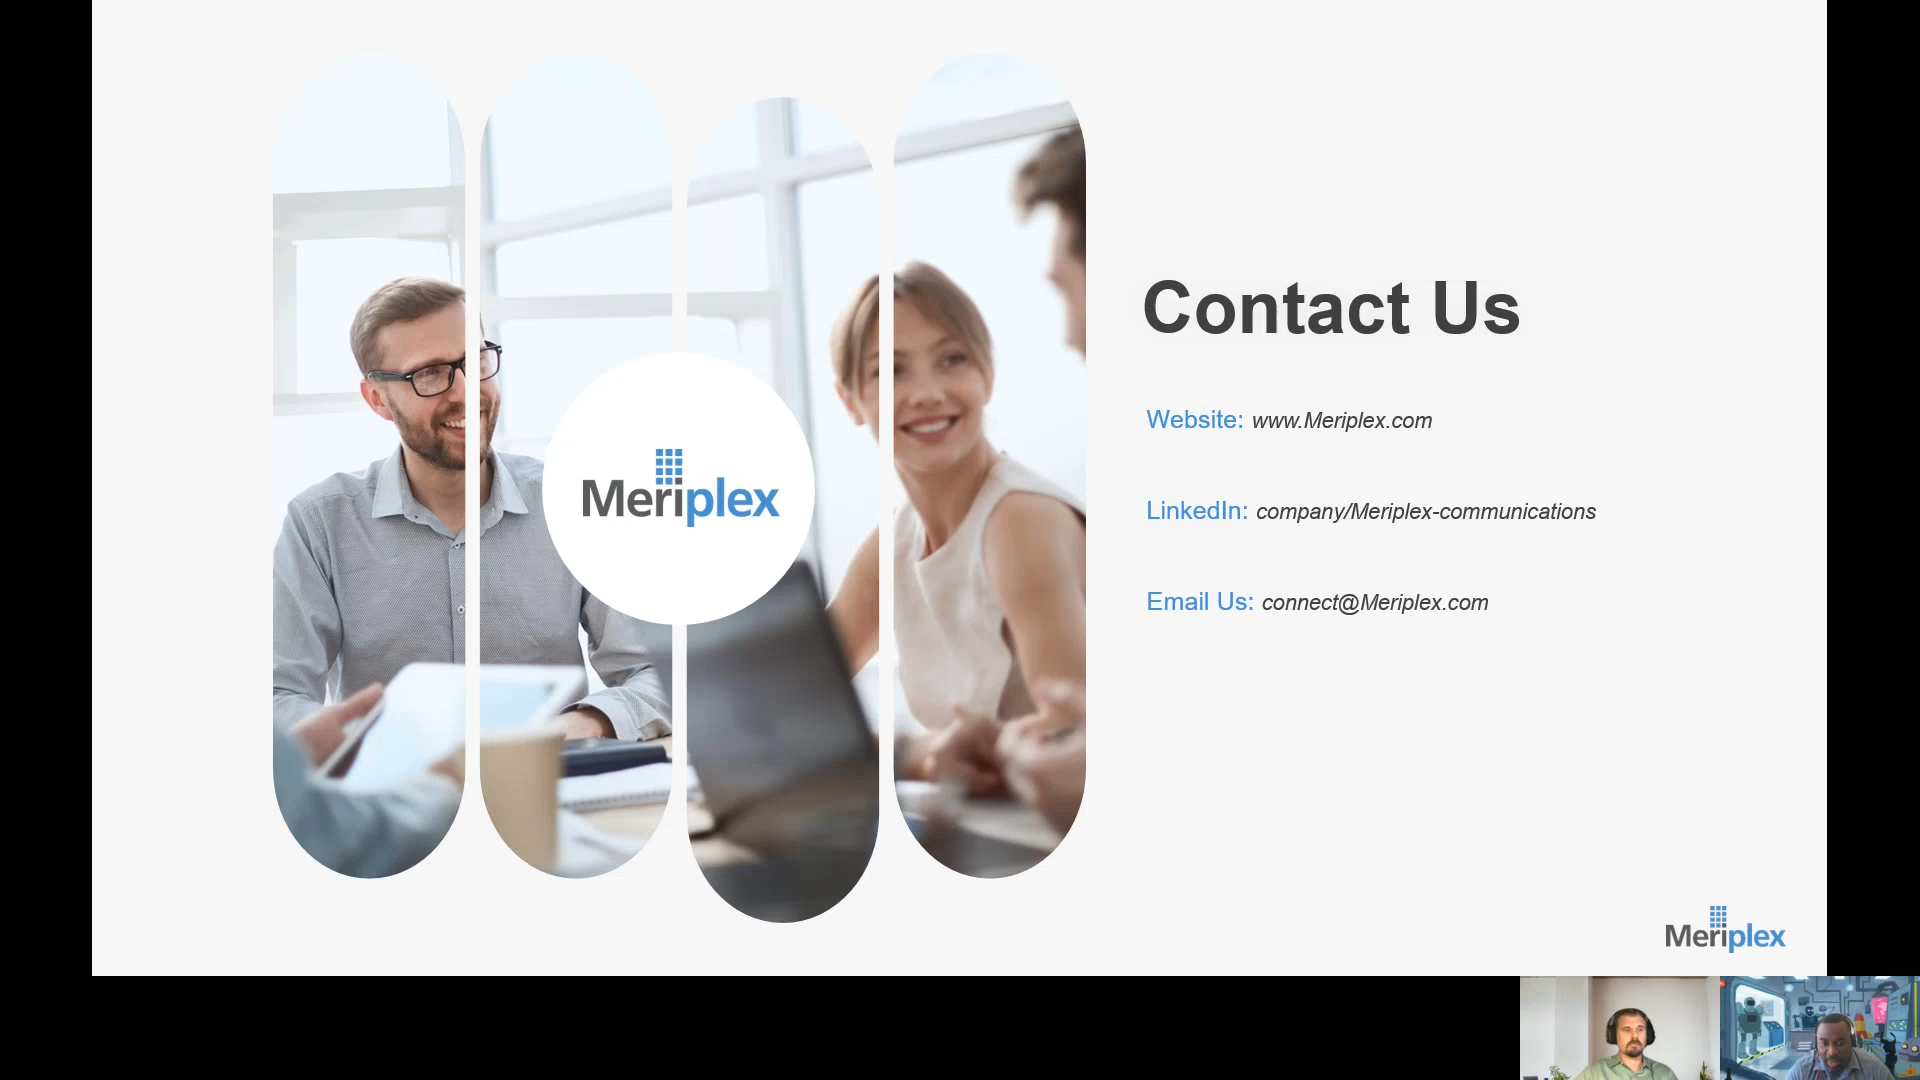 Contact Us
Meriplex
Website: www.Meriplex.com
LinkedIn: company/Meriplex-communications
Email Us: connect@Meriplex.com
Meriplex